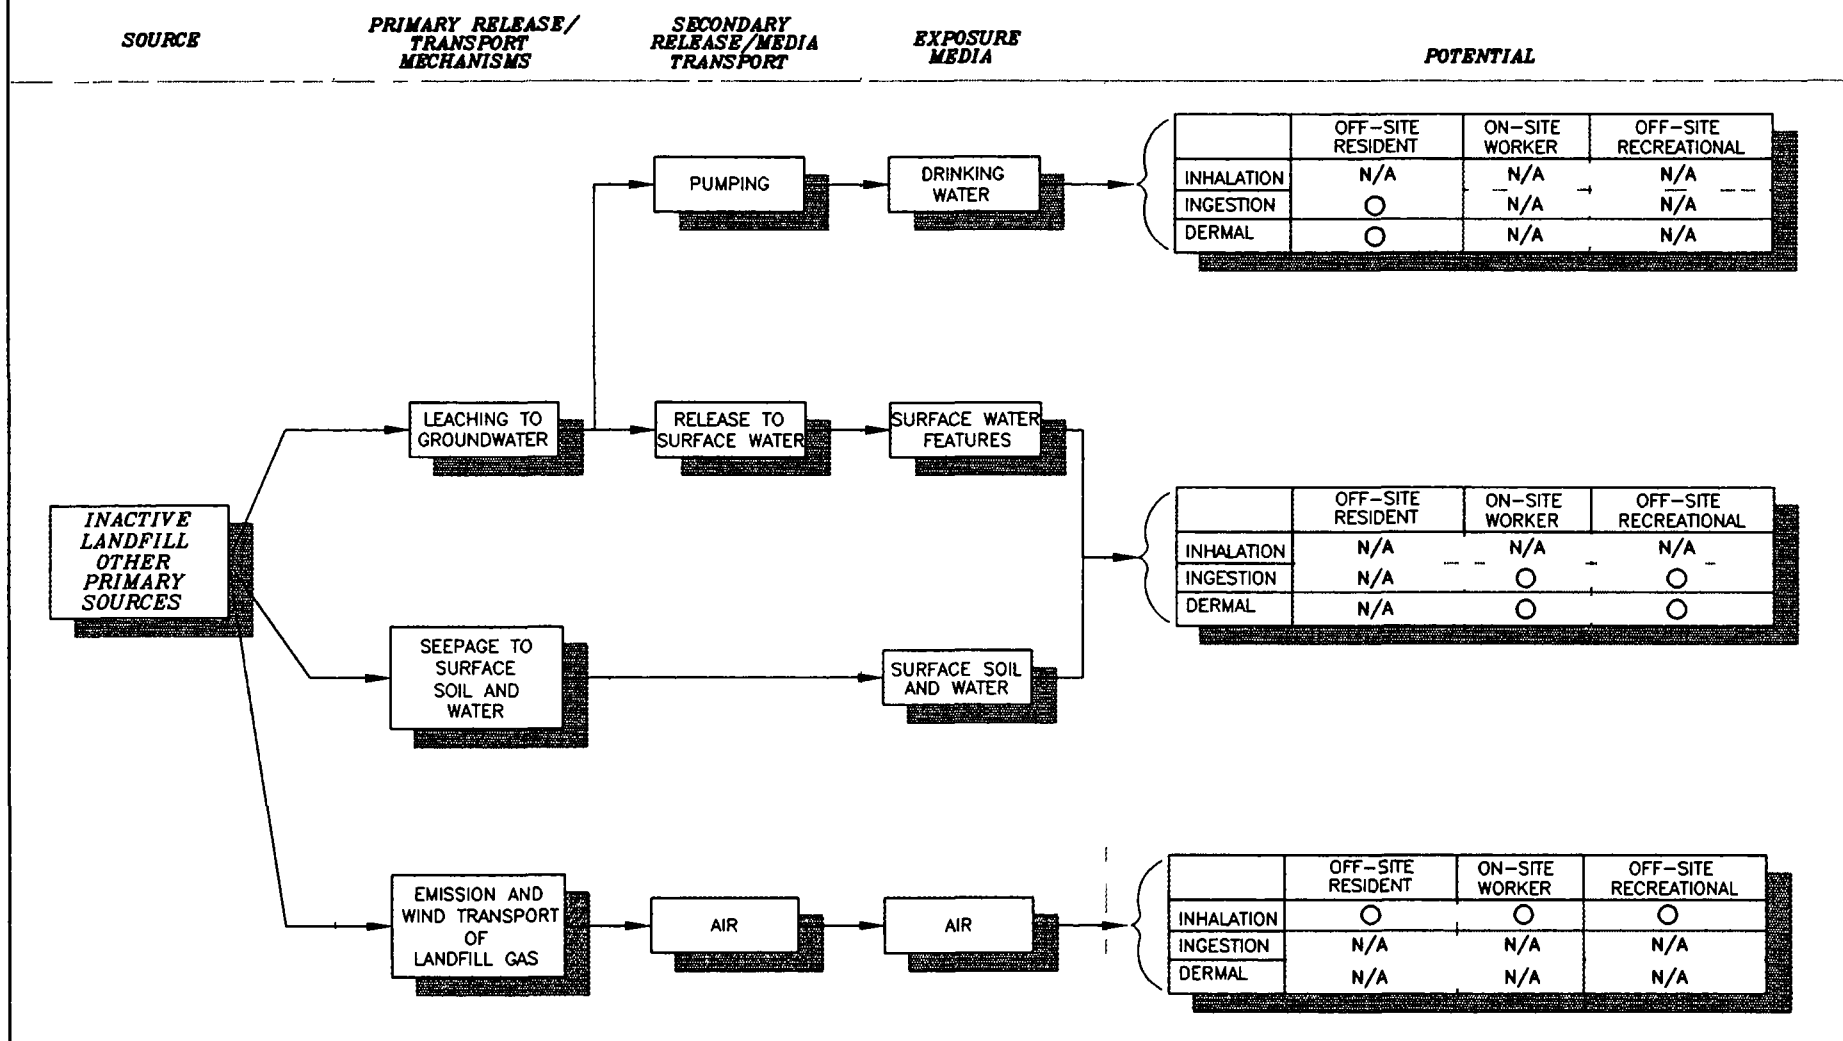 SOURCE
PRIMARY RELEASE/
TRANSPORT
MECHANISMS
SECONDARY
RELEASE/MEDIA
TRANSPORT
EXPOSURE
MEDIA
POTENTIAL
PUMPING
DRINKING
WATER
OFF-SITE
RESIDENT
ON-SITE
WORKER
OFF-SITE
RECREATIONAL
INHALATION N/A N/A N/A
INGESTION ○ N/A N/A
DERMAL ○ N/A N/A
LEACHING TO
GROUNDWATER
RELEASE TO
SURFACE WATER
SURFACE WATER
FEATURES
INACTIVE
LANDFILL
OTHER
PRIMARY
SOURCES
OFF-SITE
RESIDENT
ON-SITE
WORKER
OFF-SITE
RECREATIONAL
INHALATION N/A N/A N/A
INGESTION N/A ○ ○
DERMAL N/A ○ ○
SEEPAGE TO
SURFACE
SOIL AND
WATER
SURFACE SOIL
AND WATER
EMISSION AND
WIND TRANSPORT
OF
LANDFILL GAS
AIR
AIR
OFF-SITE
RESIDENT
ON-SITE
WORKER
OFF-SITE
RECREATIONAL
INHALATION ○ ○ ○
INGESTION N/A N/A N/A
DERMAL N/A N/A N/A